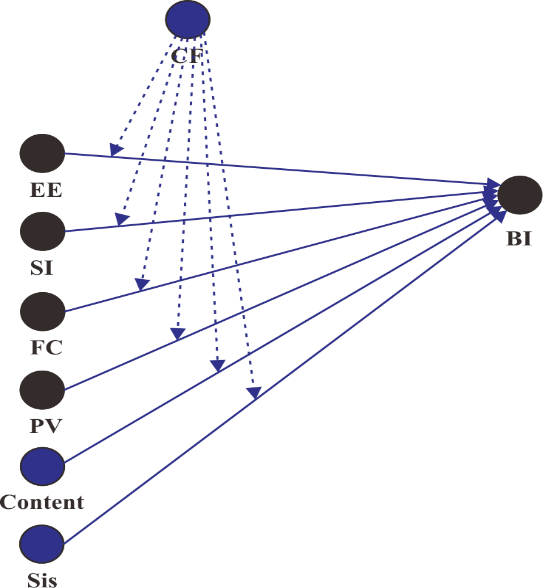 CF
EE
SI
BI
FC
PV
Content
Sis